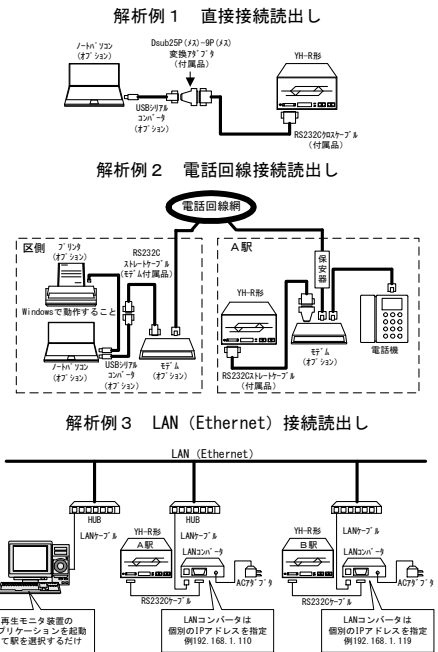 解析例１　直接接続読出し
ﾉｰﾄﾊﾟｿｺﾝ
(ｵﾌﾟｼｮﾝ)
Dsub25P(ﾒｽ)-9P(ﾒｽ)
変換ｱﾀﾞﾌﾟﾀ
(付属品)
YH-R形
USBｼﾘｱﾙ
ｺﾝﾊﾞｰﾀ
(ｵﾌﾟｼｮﾝ)
RS232Cｸﾛｽｹｰﾌﾞﾙ
(付属品)
解析例２　電話回線接続読出し
電話回線網
区側
ﾌﾟﾘﾝﾀ
(ｵﾌﾟｼｮﾝ)
RS232C
ｽﾄﾚｰﾄｹｰﾌﾞﾙ
(ﾓﾃﾞﾑ付属品)
Windowsで動作すること
ﾉｰﾄﾊﾟｿｺﾝ
(ｵﾌﾟｼｮﾝ)
USBｼﾘｱﾙ
ｺﾝﾊﾞｰﾀ
(ｵﾌﾟｼｮﾝ)
ﾓﾃﾞﾑ
(ｵﾌﾟｼｮﾝ)
Ａ駅
保安器
YH-R形
RS232Cｽﾄﾚｰﾄｹｰﾌﾞﾙ
(付属品)
ﾓﾃﾞﾑ
(ｵﾌﾟｼｮﾝ)
電話機
解析例３　LAN（Ethernet）接続読出し
LAN（Ethernet）
HUB
HUB
LANｹｰﾌﾞﾙ
YH-R形
Ａ駅
LANｹｰﾌﾞﾙ
LANｺﾝﾊﾞｰﾀ
ACｱﾀﾞﾌﾟﾀ
RS232Cｹｰﾌﾞﾙ
YH-R形
Ｂ駅
LANｹｰﾌﾞﾙ
LANｺﾝﾊﾞｰﾀ
ACｱﾀﾞﾌﾟﾀ
RS232Cｹｰﾌﾞﾙ
再生モニタ装置の
プリケーションを起動
て駅を選択するだけ
LANコンバータは
個別のIPアドレスを指定
例192.168.1.110
LANコンバータは
個別のIPアドレスを指定
例192.168.1.119